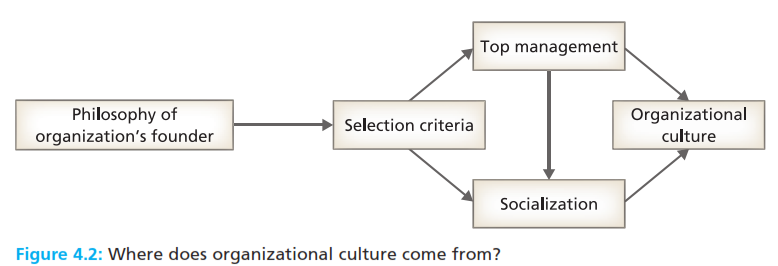 Top management
Philosophy of
organization's founder
Selection criteria
Organizational
culture
Socialization
Figure 4.2: Where does organizational culture come from?